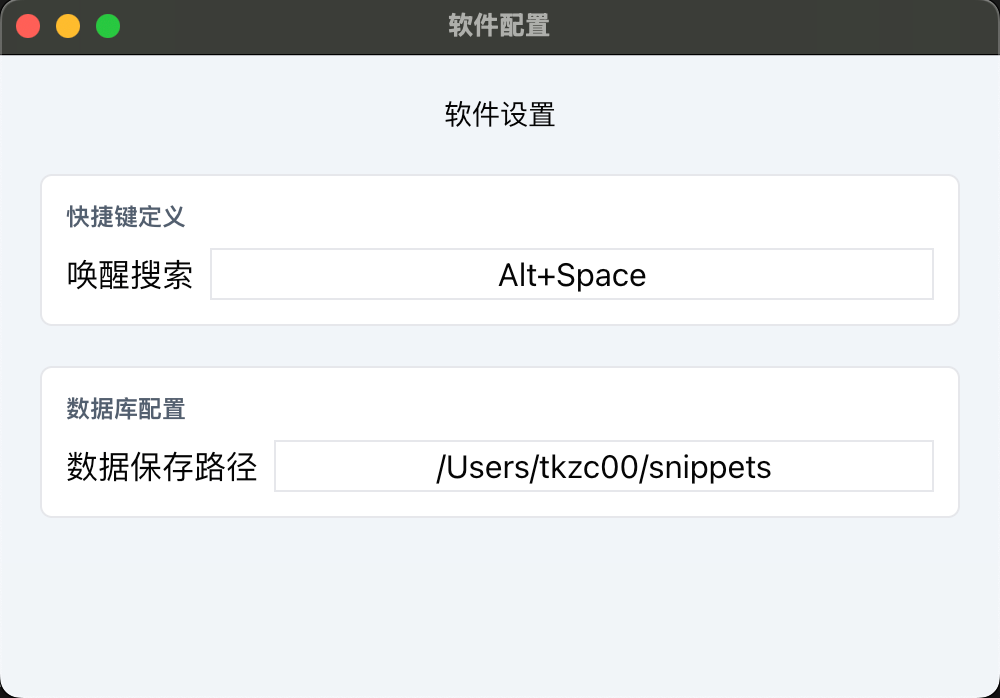 软件配置
软件设置
快捷键定义
唤醒搜索 Alt+Space
数据库配置
数据保存路径 /Users/tkzc00/snippets